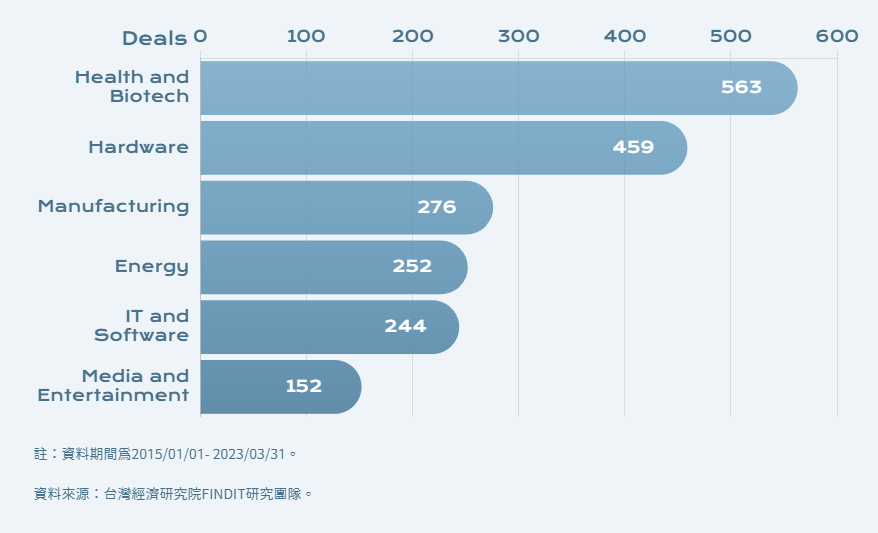 Deals 0 100 200 300 400 500 600
Health and
Biotech
563
Hardware 459
Manufacturing 276
Energy 252
IT and
Software
244
Media and
Entertainment
152
註：資料期間為2015/01/01- 2023/03/31。
資料來源：台灣經濟研究院FINDIT研究團隊。